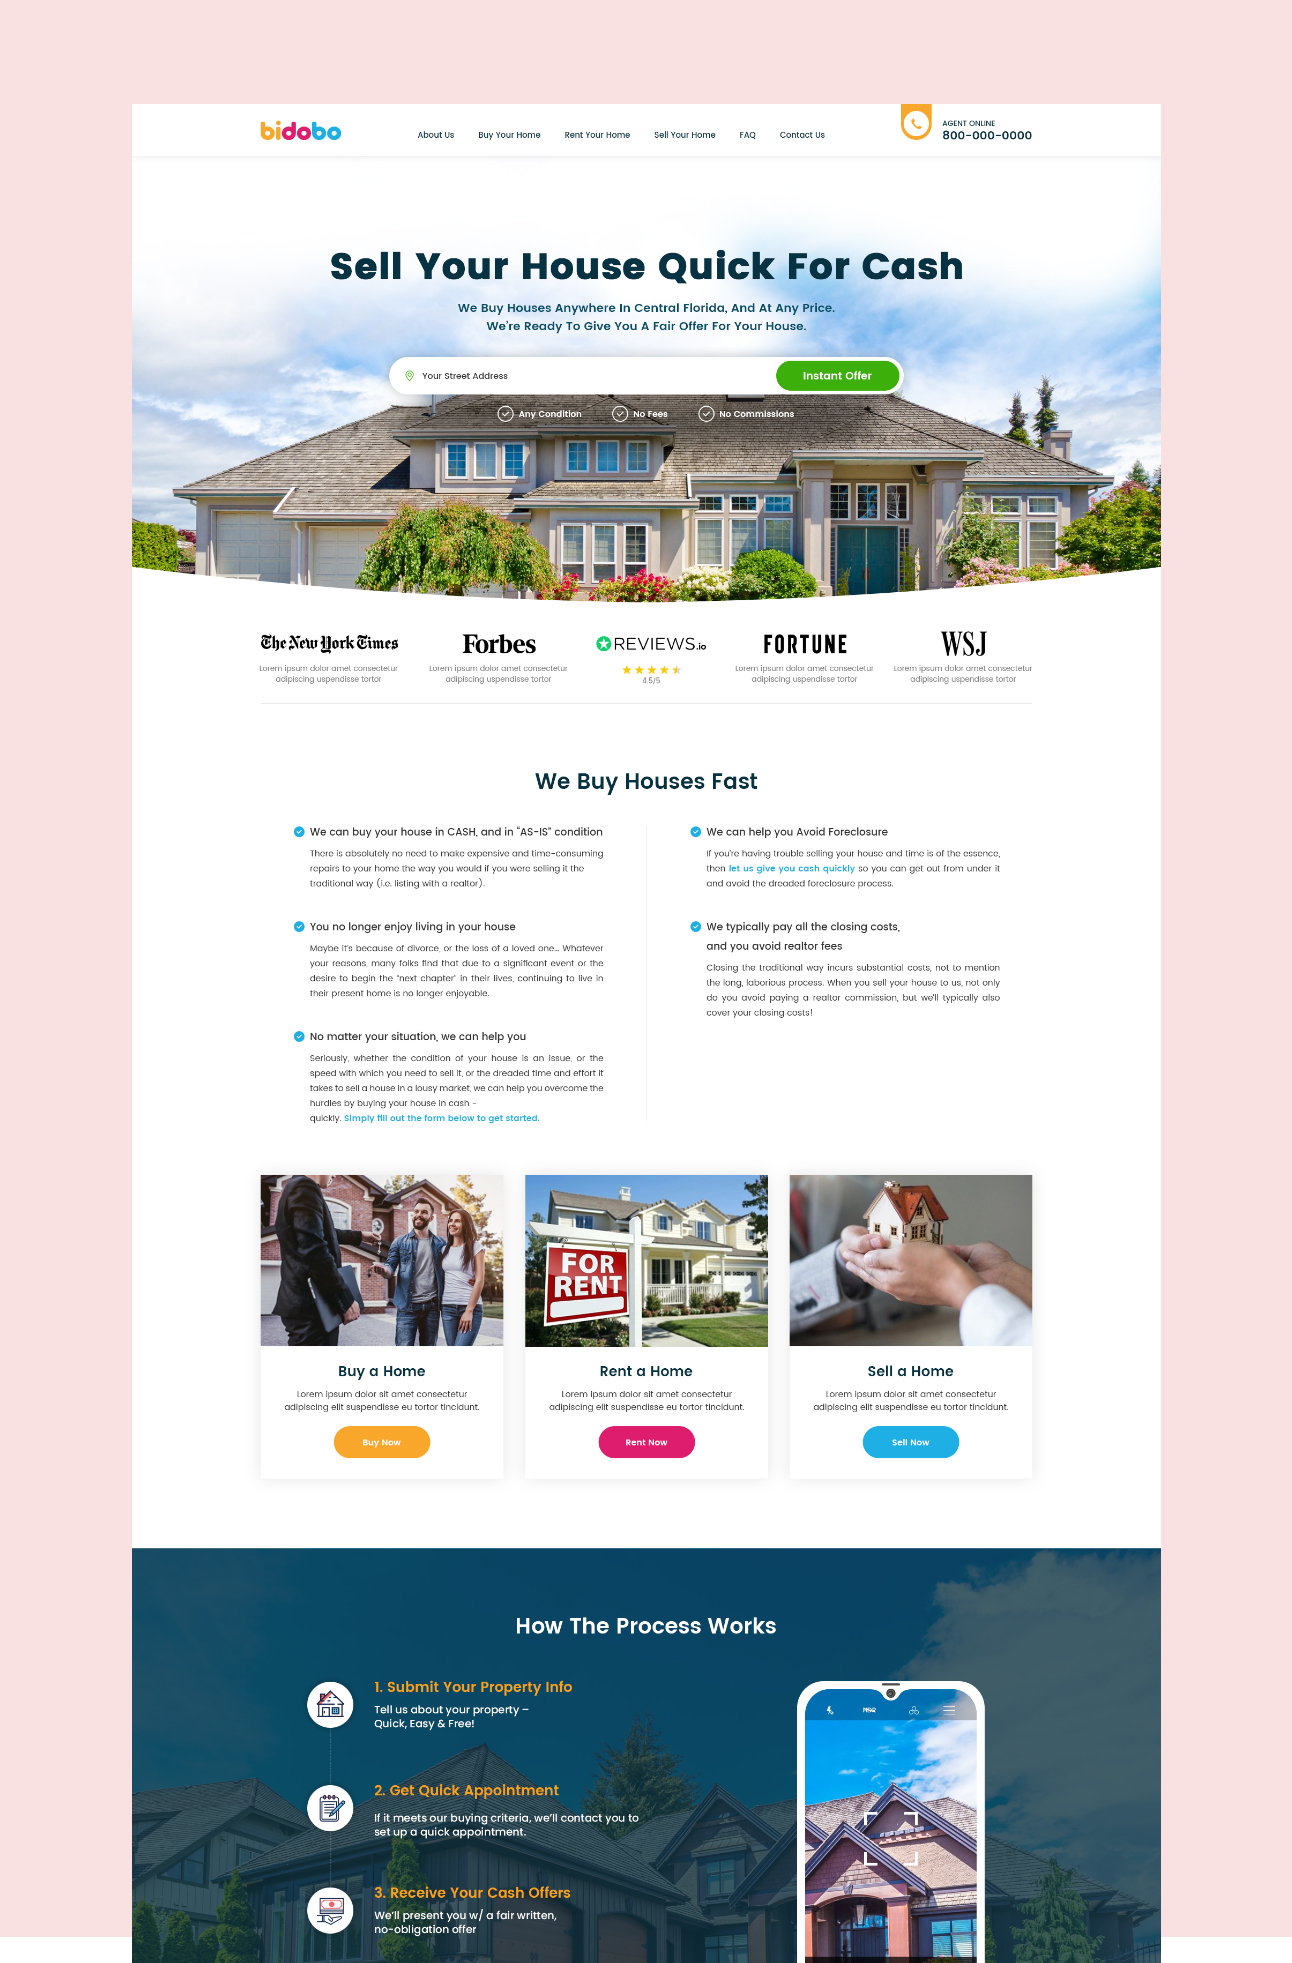 bidobo
About Us
Buy Your Home
Rent Your Home
Sell Your Home
FAQ
Contact Us
AGENT ONLINE
800-000-0000
Sell Your House Quick For Cash
We Buy Houses Anywhere In Central Florida, And At Any Price.
We're Ready To Give You A Fair Offer For Your House.
Your Street Address
Instant Offer
Any Condition
No Fees
No Commissions
The New York Times
Lorem ipsum dolor amet consectetur
adipiscing uspendisse tortor
Forbes
Lorem ipsum dolor amet consectetur
adipiscing uspendisse tortor
REVIEWS.io
4.5/5
FORTUNE
Lorem ipsum dolor amet consectetur
adipiscing uspendisse tortor
WSJ
Lorem ipsum dolor amet consectetur
adipiscing uspendisse tortor
We Buy Houses Fast
We can buy your house in CASH, and in "AS-IS" condition
There is absolutely no need to make expensive and time-consuming
repairs to your home the way you would if you were selling it the
traditional way (i.e. listing with a realtor).
You no longer enjoy living in your house
Maybe it's because of divorce, or the loss of a loved one... Whatever
your reasons, many folks find that due to a significant event or the
desire to begin the "next chapter" in their lives, continuing to live in
their present home is no longer enjoyable.
No matter your situation, we can help you
Seriously, whether the condition of your house is an issue, or the
speed with which you need to sell it, or the dreaded time and effort it
takes to sell a house in a lousy market, we can help you overcome the
hurdles by buying your house in cash -
quickly. Simply fill out the form below to get started.
We can help you Avoid Foreclosure
If you're having trouble selling your house and time is of the essence,
then let us give you cash quickly so you can get out from under it
and avoid the dreaded foreclosure process.
We typically pay all the closing costs,
and you avoid realtor fees
Closing the traditional way incurs substantial costs, not to mention
the long, laborious process. When you sell your house to us, not only
do you avoid paying a realtor commission, but we'll typically also
cover your closing costs!
FOR
RENT
Buy a Home
Lorem ipsum dolor sit amet consectetur
adipiscing elit suspendisse eu tortor tincidunt.
Buy Now
Rent a Home
Lorem ipsum dolor sit amet consectetur
adipiscing elit suspendisse eu tortor tincidunt.
Rent Now
Sell a Home
Lorem ipsum dolor sit amet consectetur
adipiscing elit suspendisse eu tortor tincidunt.
Sell Now
How The Process Works
1. Submit Your Property Info
Tell us about your property –
Quick, Easy & Free!
2. Get Quick Appointment
If it meets our buying criteria, we'll contact you to
set up a quick appointment.
3. Receive Your Cash Offers
We'll present you w/ a fair written,
no-obligation offer